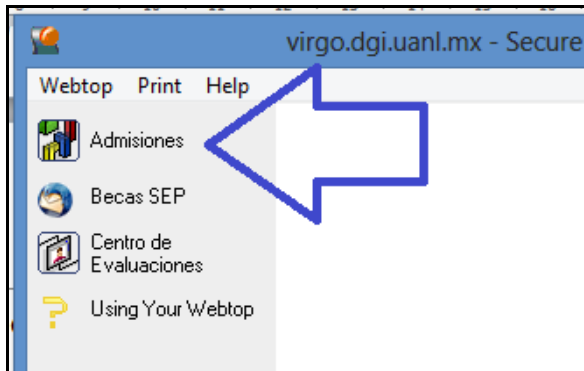 virgo.dgi.uanl.mx - Secure
Webtop Print Help
Admisiones
Becas SEP
Centro de
Evaluaciones
Using Your Webtop